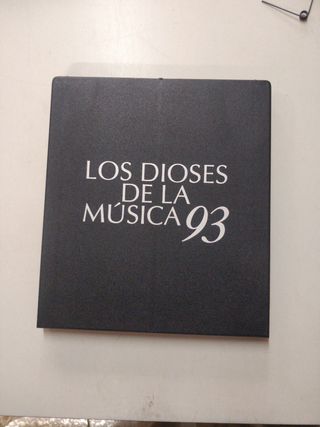 LOS DIOSES
DE LA
MÚSICA 93